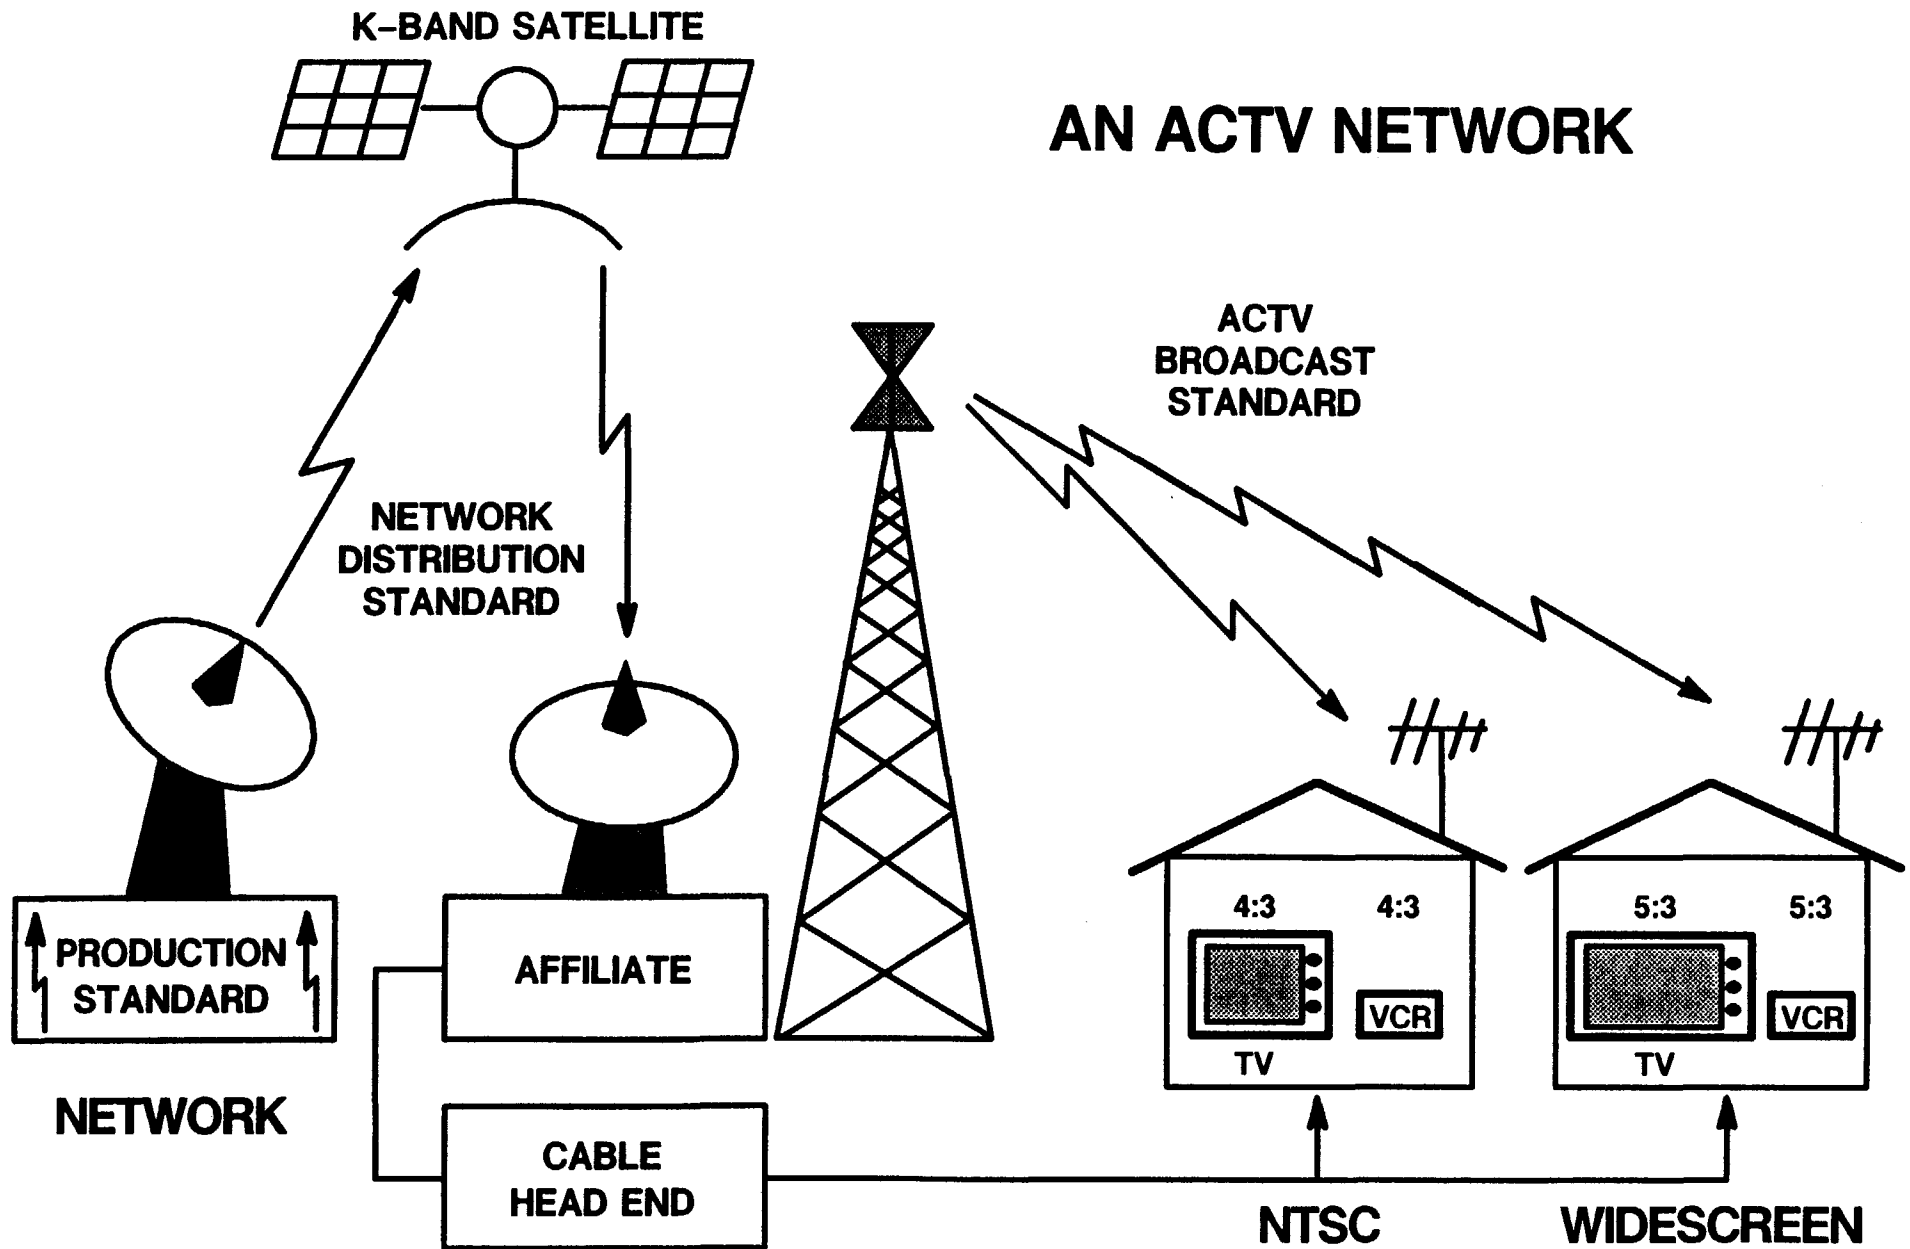 K-BAND SATELLITE
AN ACTV NETWORK
ACTV
BROADCAST
STANDARD
NETWORK
DISTRIBUTION
STANDARD
PRODUCTION
STANDARD
NETWORK
AFFILIATE
CABLE
HEAD END
4:3 4:3
VCR
TV
NTSC
5:3 5:3
VCR
TV
WIDESCREEN